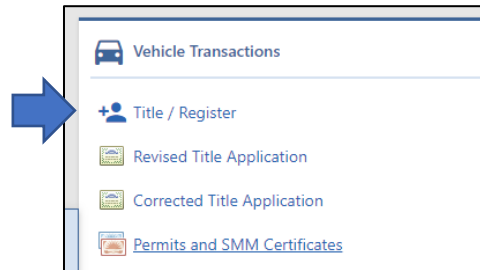 Vehicle Transactions
Title / Register
Revised Title Application
Corrected Title Application
Permits and SMM Certificates